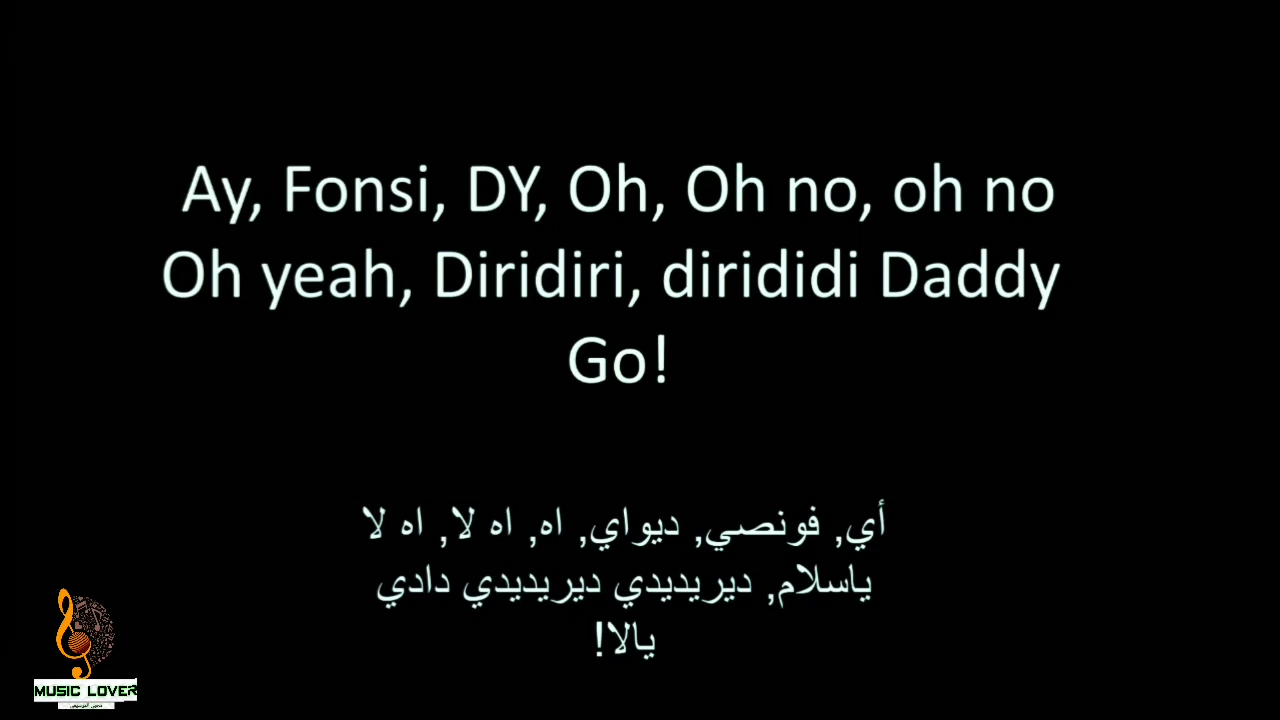 Ay, Fonsi, DY, Oh, Oh no, oh no
Oh yeah, Diridiri, dirididi Daddy
Go!
أي, فونصي, ديواي, اه, اه لا, اه لا
ياسلام, ديريديدي ديريديدي دادي
يالا!
MUSIC LOVER